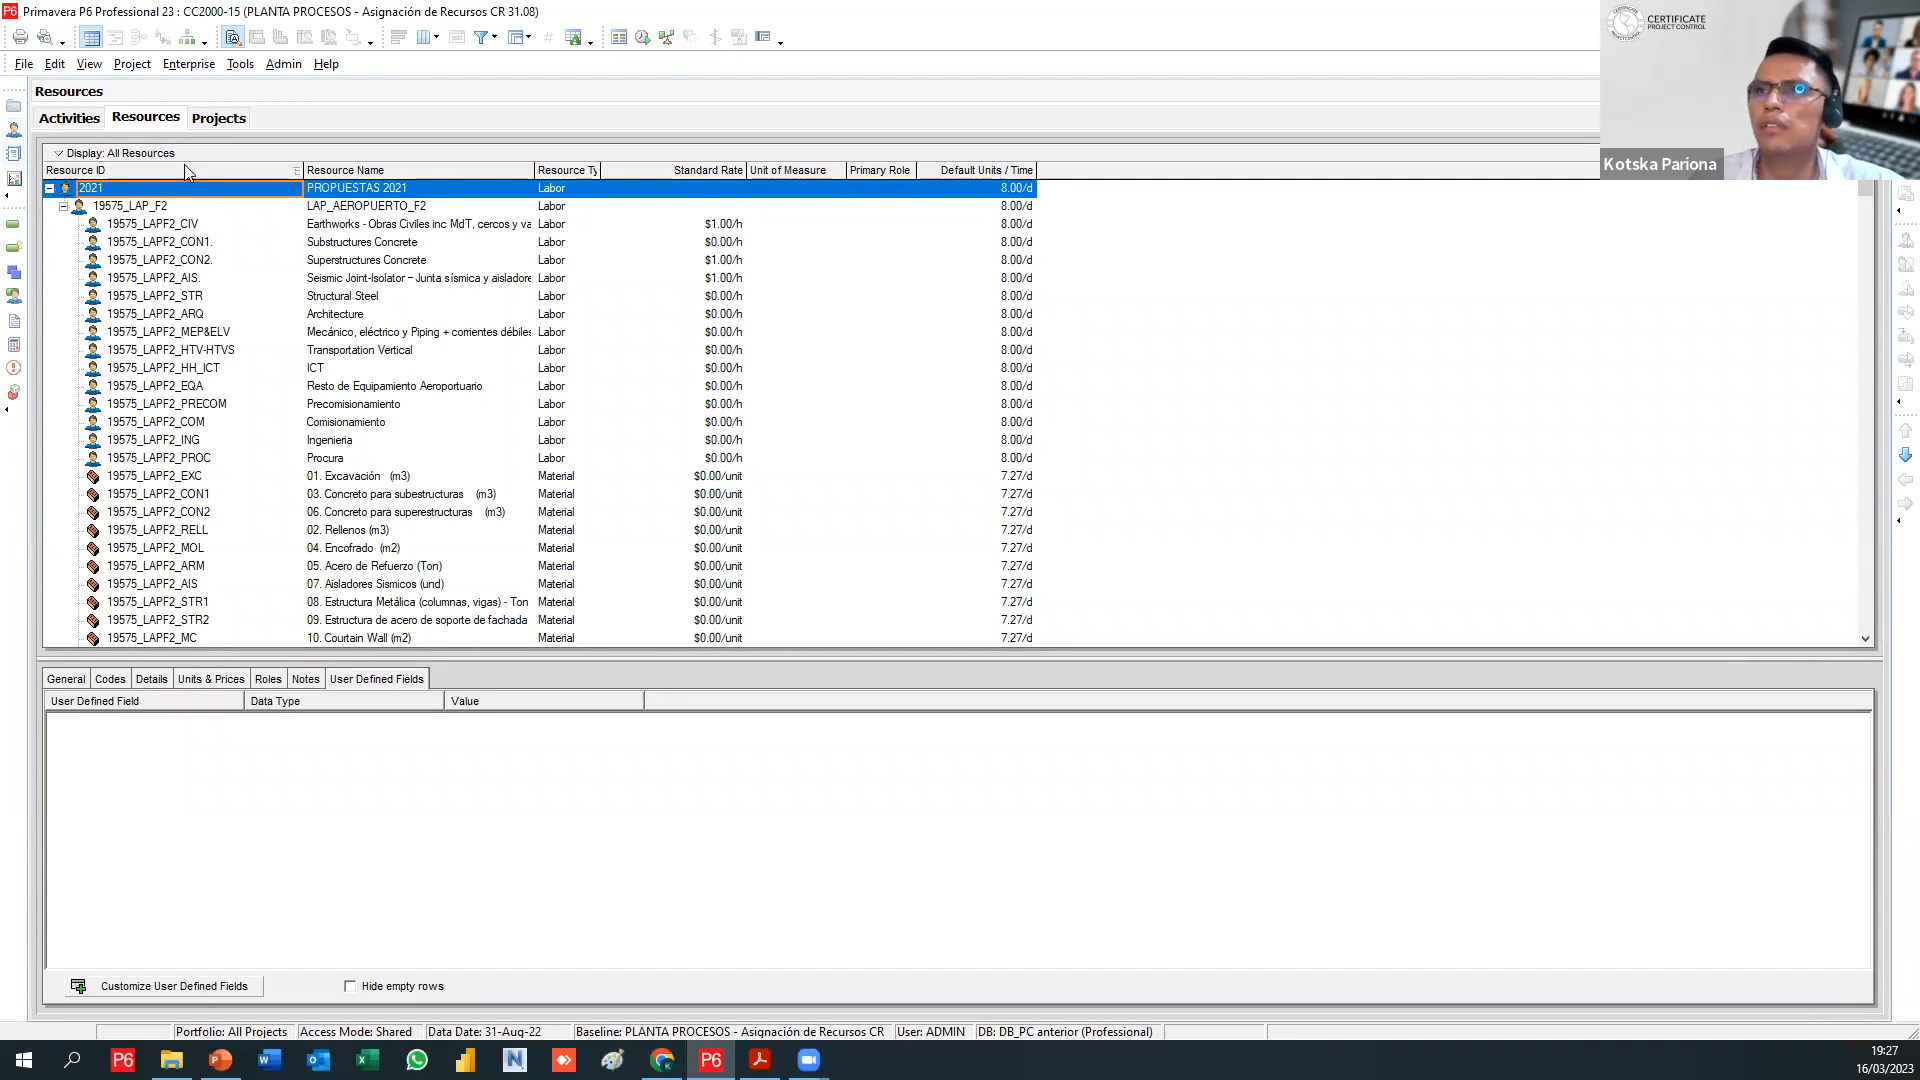 Primavera P6 Professional 23 : CC2000-15 (PLANTA PROCESOS - Asignación de Recursos CR 31.08)
CERTIFICATE
PROJECT CONTROL
File Edit View Project Enterprise Tools Admin Help
Resources
Activities Resources Projects
Kotska Pariona
Display: All Resources
Resource ID Resource Name Resource Ty Standard Rate Unit of Measure Primary Role Default Units / Time
2021 PROPUESTAS 2021 Labor 8.00/d
19575_LAP_F2 LAP_AEROPUERTO_F2 Labor 8.00/d
19575_LAPF2_CIV Earthworks - Obras Civiles inc MdT, cercos y va Labor $1.00/h 8.00/d
19575_LAPF2_CON1. Substructures Concrete Labor $0.00/h 8.00/d
19575_LAPF2_CON2. Superstructures Concrete Labor $1.00/h 8.00/d
19575_LAPF2_AIS. Seismic Joint-Isolator – Junta sísmica y aisladore Labor $1.00/h 8.00/d
19575_LAPF2_STR Structural Steel Labor $0.00/h 8.00/d
19575_LAPF2_ARQ Architecture Labor $0.00/h 8.00/d
19575_LAPF2_MEP&ELV Mecánico, eléctrico y Piping + corrientes débiles Labor $0.00/h 8.00/d
19575_LAPF2_HTV-HTVS Transportation Vertical Labor $0.00/h 8.00/d
19575_LAPF2_HH_ICT ICT Labor $0.00/h 8.00/d
19575_LAPF2_EQA Resto de Equipamiento Aeroportuario Labor $0.00/h 8.00/d
19575_LAPF2_PRECOM Precomisionamiento Labor $0.00/h 8.00/d
19575_LAPF2_COM Comisionamiento Labor $0.00/h 8.00/d
19575_LAPF2_ING Ingenieria Labor $0.00/h 8.00/d
19575_LAPF2_PROC Procura Labor $0.00/h 8.00/d
19575_LAPF2_EXC 01. Excavación (m3) Material $0.00/unit 7.27/d
19575_LAPF2_CON1 03. Concreto para subestructuras (m3) Material $0.00/unit 7.27/d
19575_LAPF2_CON2 06. Concreto para superestructuras (m3) Material $0.00/unit 7.27/d
19575_LAPF2_RELL 02. Rellenos (m3) Material $0.00/unit 7.27/d
19575_LAPF2_MOL 04. Encofrado (m2) Material $0.00/unit 7.27/d
19575_LAPF2_ARM 05. Acero de Refuerzo (Ton) Material $0.00/unit 7.27/d
19575_LAPF2_AIS 07. Aisladores Sismicos (und) Material $0.00/unit 7.27/d
19575_LAPF2_STR1 08. Estructura Metálica (columnas, vigas) - Ton Material $0.00/unit 7.27/d
19575_LAPF2_STR2 09. Estructura de acero de soporte de fachada Material $0.00/unit 7.27/d
19575_LAPF2_MC 10. Courtain Wall (m2) Material $0.00/unit 7.27/d
General Codes Details Units & Prices Roles Notes User Defined Fields
User Defined Field Data Type Value
Customize User Defined Fields Hide empty rows
Portfolio: All Projects Access Mode: Shared Data Date: 31-Aug-22 Baseline: PLANTA PROCESOS - Asignación de Recursos CR User: ADMIN DB: DB_PC anterior (Professional)
19:27
16/03/2023